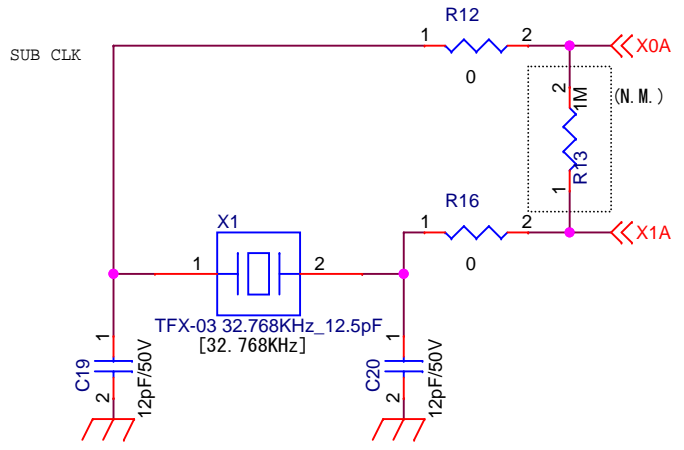 R12
1 2
X0A
SUB CLK
0
2
1M
(N.M.)
R13
1
R16
1 2
X1A
0
X1
1 2
TFX-03 32.768KHz_12.5pF
[32.768KHz]
1
C19
12pF/50V
2
1
C20
12pF/50V
2